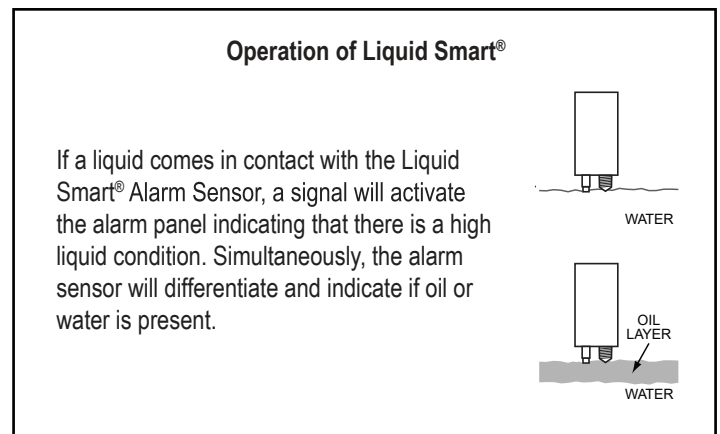 Operation of Liquid Smart®
If a liquid comes in contact with the Liquid
Smart® Alarm Sensor, a signal will activate
the alarm panel indicating that there is a high
liquid condition. Simultaneously, the alarm
sensor will differentiate and indicate if oil or
water is present.
WATER
OIL
LAYER
WATER